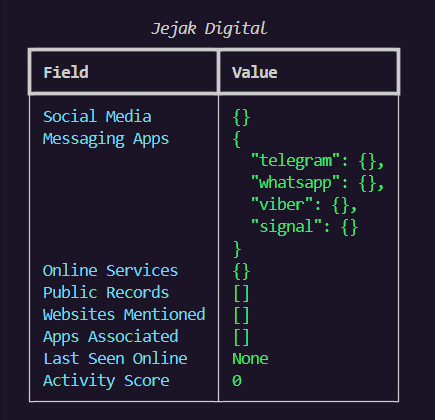 Jejak Digital
Field Value
Social Media {}
Messaging Apps {
"telegram": {},
"whatsapp": {},
"viber": {},
"signal": {}
}
Online Services {}
Public Records []
Websites Mentioned []
Apps Associated []
Last Seen Online None
Activity Score 0